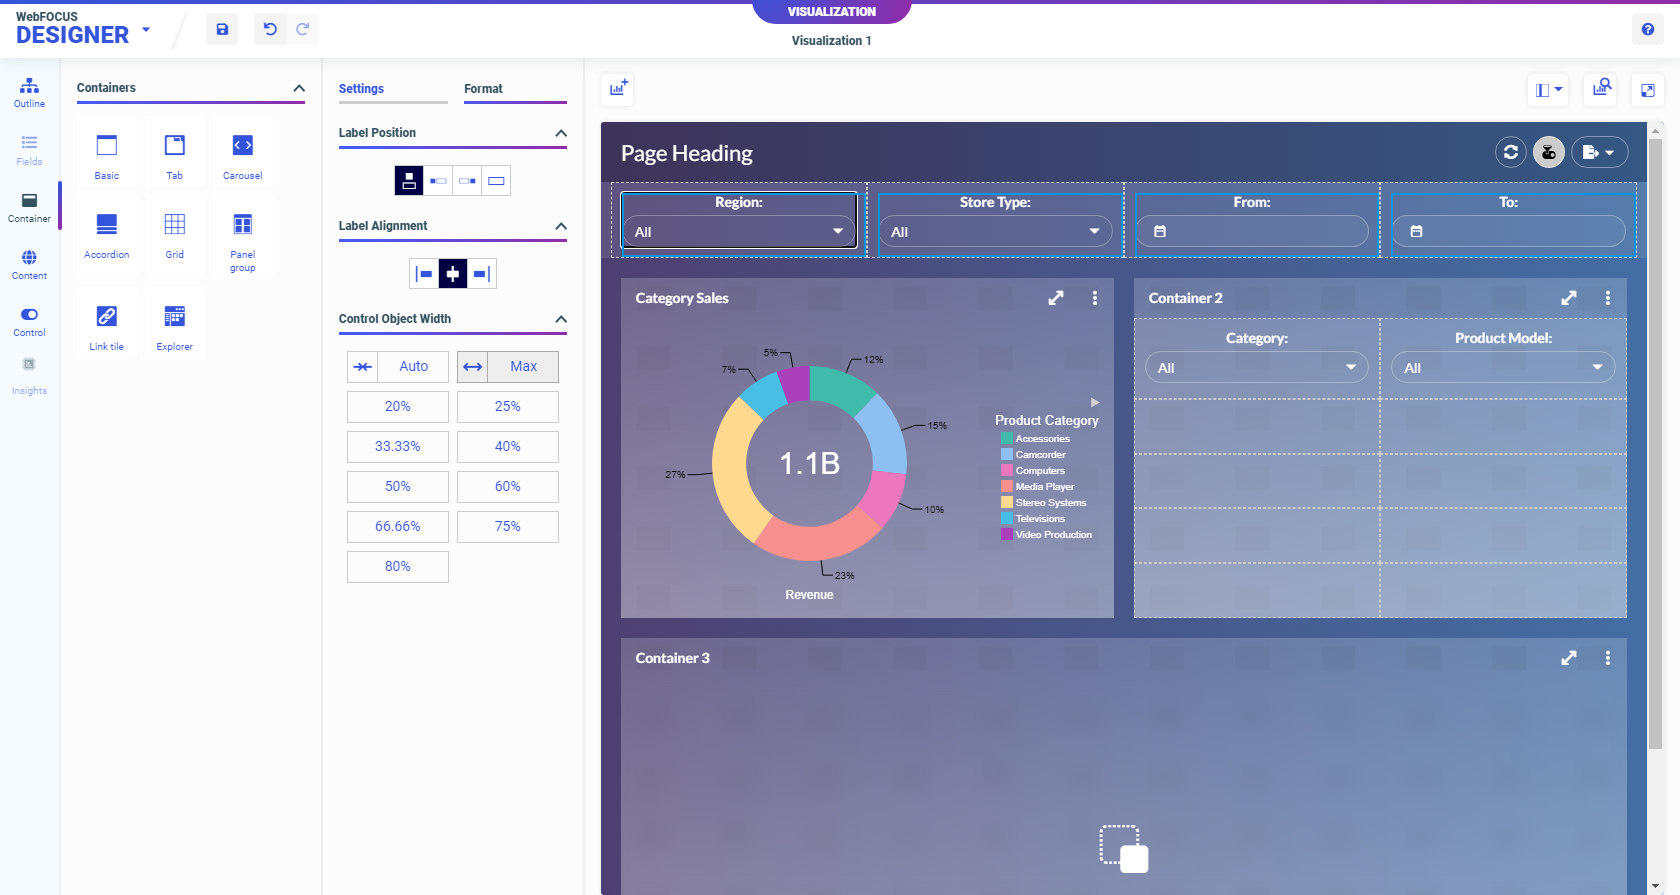 WebFOCUS
DESIGNER
VISUALIZATION
Visualization 1
Outline
Fields
Container
Content
Control
Insights
Containers
Basic
Tab
Carousel
Accordion
Grid
Panel
group
Link tile
Explorer
Settings
Format
Label Position
Label Alignment
Control Object Width
Auto
Max
20%
25%
33.33%
40%
50%
60%
66.66%
75%
80%
Page Heading
Region:
Store Type:
From:
To:
All
All
Category Sales
5%
12%
7%
15%
27%
10%
23%
1.1B
Revenue
Product Category
Accessories
Camcorder
Computers
Media Player
Stereo Systems
Televisions
Video Production
Container 2
Category:
Product Model:
All
All
Container 3